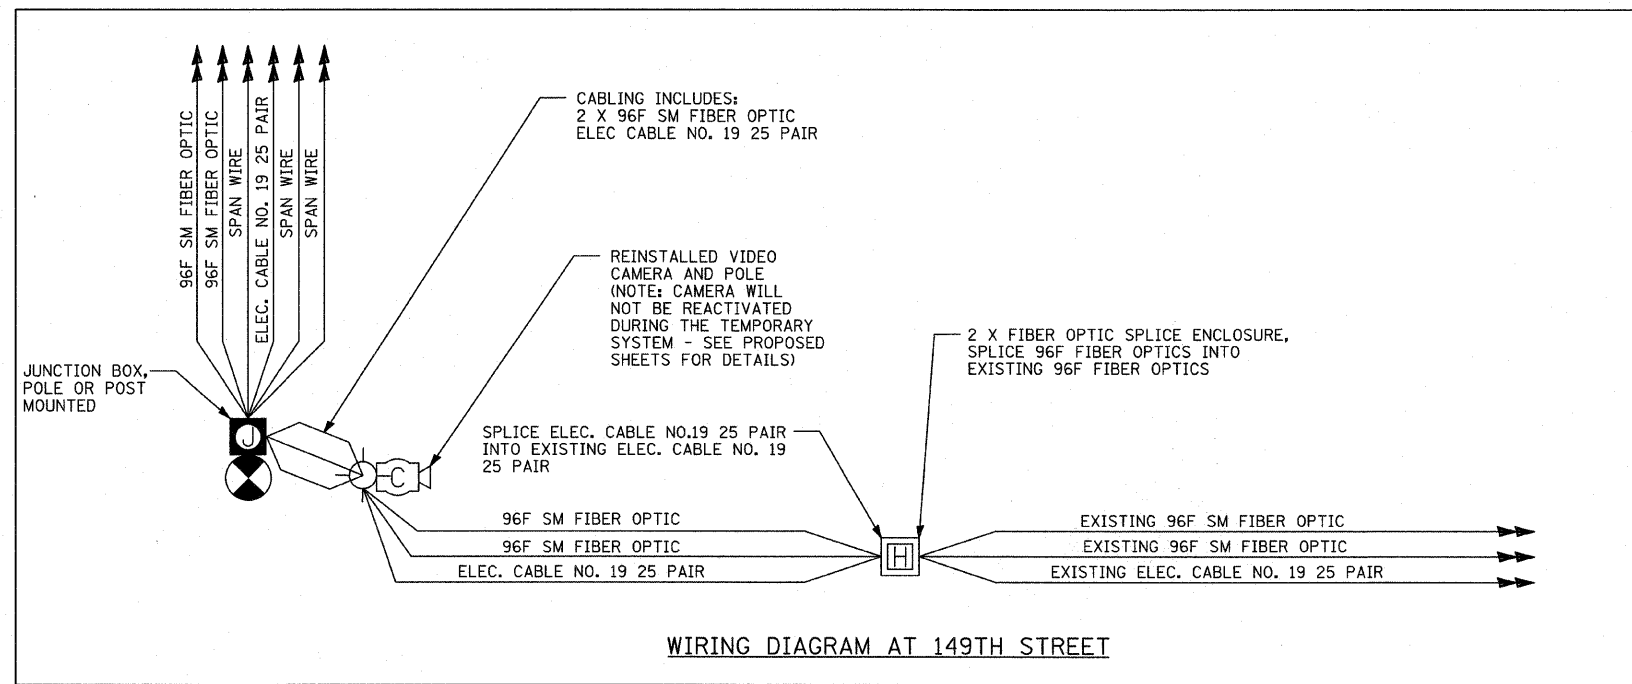 96F SM FIBER OPTIC
96F SM FIBER OPTIC
SPAN WIRE
ELEC. CABLE NO. 19 25 PAIR
SPAN WIRE
SPAN WIRE
CABLING INCLUDES:
2 X 96F SM FIBER OPTIC
ELEC CABLE NO. 19 25 PAIR
REINSTALLED VIDEO
CAMERA AND POLE
(NOTE: CAMERA WILL
NOT BE REACTIVATED
DURING THE TEMPORARY
SYSTEM - SEE PROPOSED
SHEETS FOR DETAILS)
2 X FIBER OPTIC SPLICE ENCLOSURE,
SPLICE 96F FIBER OPTICS INTO
EXISTING 96F FIBER OPTICS
JUNCTION BOX,
POLE OR POST
MOUNTED
J
C
SPLICE ELEC. CABLE NO.19 25 PAIR
INTO EXISTING ELEC. CABLE NO. 19
25 PAIR
96F SM FIBER OPTIC
96F SM FIBER OPTIC
ELEC. CABLE NO. 19 25 PAIR
H
EXISTING 96F SM FIBER OPTIC
EXISTING 96F SM FIBER OPTIC
EXISTING ELEC. CABLE NO. 19 25 PAIR
WIRING DIAGRAM AT 149TH STREET